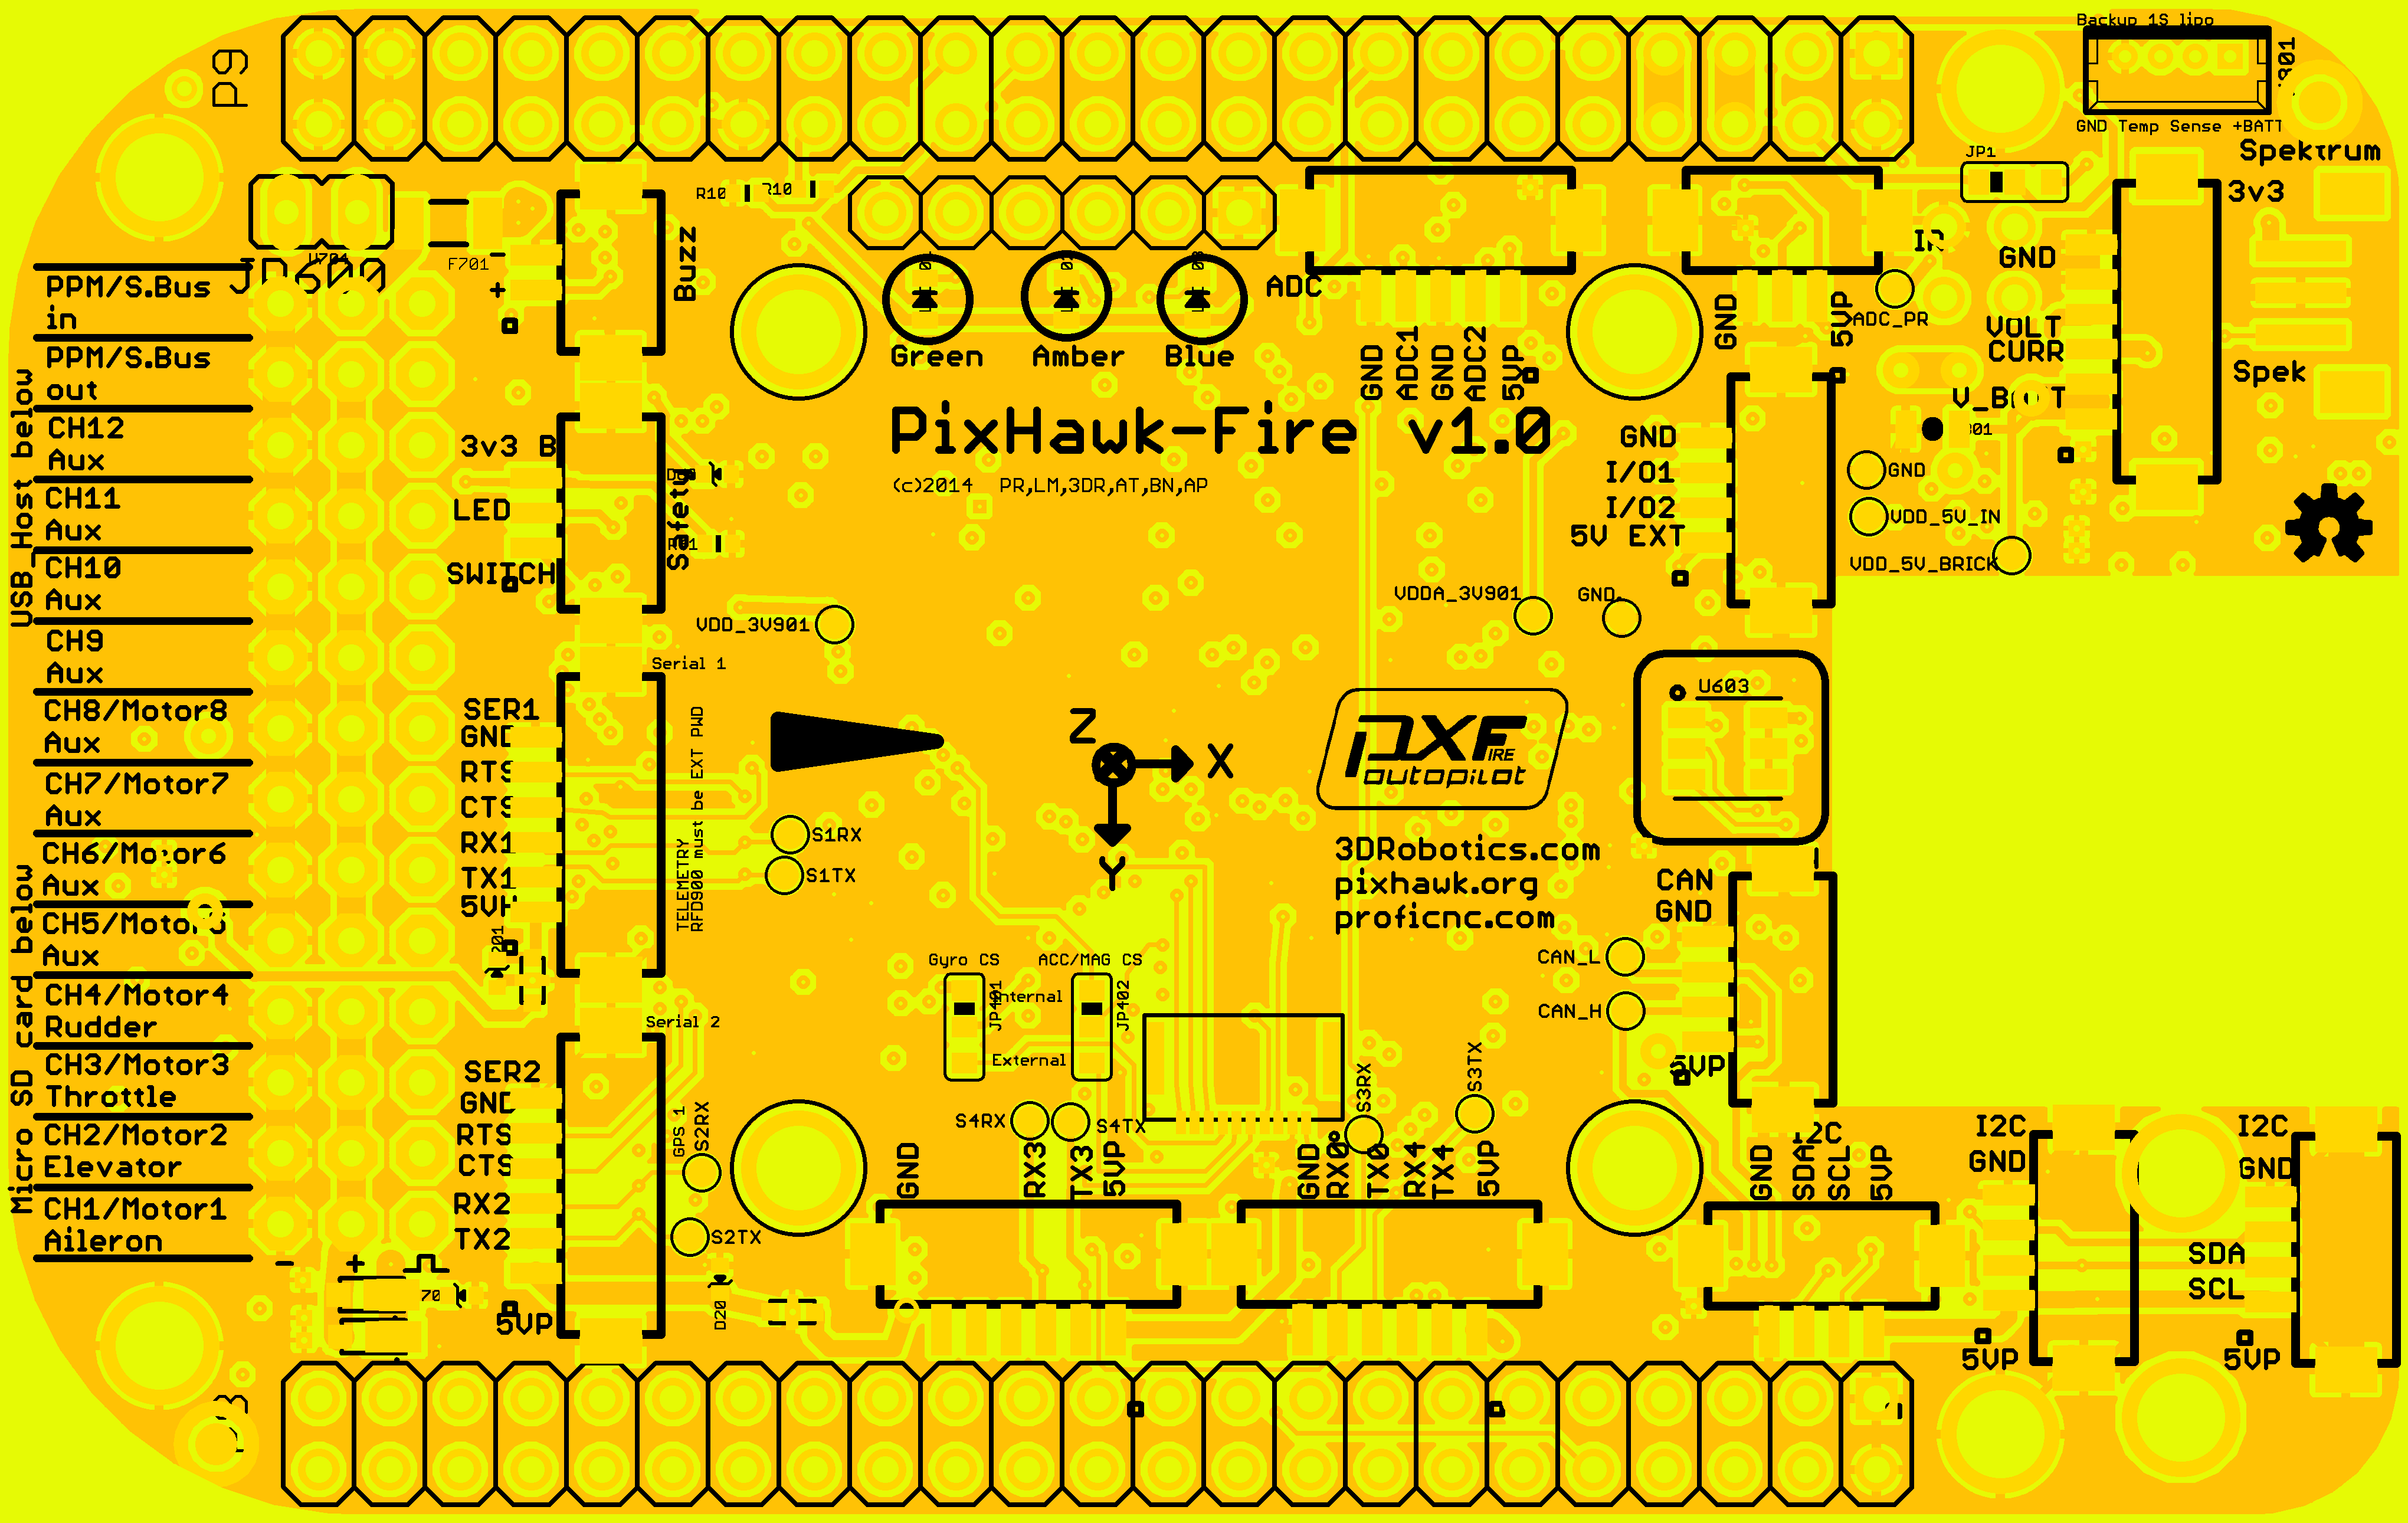 Backup 1S lipo
P9
GND Temp Sense +BATT
Spektrum
JP1
3v3
R10
F701
Buzz
-
+
GND
ADC
GND
5VP
ADC_PR
VOLT
CURR
Green
Amber
Blue
GND
ADC1
GND
ADC2
5VP
Spek
PixHawk-Fire v1.0
(c)2014 PR,LM,3DR,AT,BN,AP
USB_Host below
Micro SD card below
PPM/S.Bus
in
PPM/S.Bus
out
CH12
Aux
CH11
Aux
CH10
Aux
CH9
Aux
CH8/Motor8
Aux
CH7/Motor7
Aux
CH6/Motor6
Aux
CH5/Motor5
Aux
CH4/Motor4
Rudder
CH3/Motor3
Throttle
CH2/Motor2
Elevator
CH1/Motor1
Aileron
-
+
3v3 B
LED
SWITCH
Safety
GND
I/O1
I/O2
5V EXT
GND
VDD_5V_IN
VDD_5V_BRICK
VDD_3V901
VDDA_3V901
GND
Serial 1
SER1
GND
RTS
CTS
RX1
TX1
TELEMETRY
RFD900 must be EXT PWD
S1RX
S1TX
Z
X
Y
PXF
IRE
autopilot
U603
3DRobotics.com
pixhawk.org
proficnc.com
CAN
GND
CAN_L
CAN_H
5VP
Gyro CS
ACC/MAG CS
JP401
Internal
JP402
External
Serial 2
SER2
GND
RTS
CTS
RX2
TX2
5VP
GPS 1
S2RX
S2TX
D20
S4RX
S4TX
S3RX
S3TX
GND
RX3
TX3
5VP
GND
RX0
TX0
RX4
TX4
5VP
I2C
GND
SDA
SCL
5VP
I2C
GND
5VP
I2C
GND
SDA
SCL
5VP